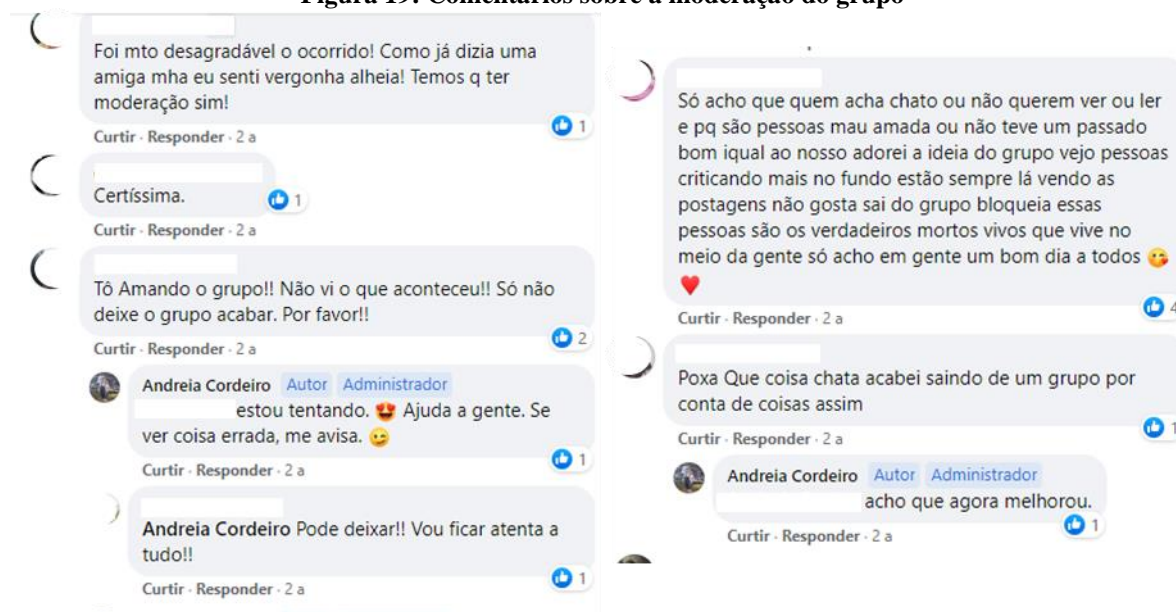 Figura 19: Comentários sobre a moderação do grupo
Foi mto desagradável o ocorrido! Como já dizia uma
amiga mha eu senti vergonha alheia! Temos q ter
moderação sim!
Curtir · Responder · 2 a
1
Certíssima.
1
Curtir · Responder · 2 a
Tô Amando o grupo!! Não vi o que aconteceu!! Só não
deixe o grupo acabar. Por favor!!
2
Curtir · Responder · 2 a
Andreia Cordeiro Autor Administrador
estou tentando. 😍 Ajuda a gente. Se
ver coisa errada, me avisa. 😉
1
Curtir · Responder · 2 a
Andreia Cordeiro Pode deixar!! Vou ficar atenta a
tudo!!
1
Curtir · Responder · 2 a
Só acho que quem acha chato ou não querem ver ou ler
e pq são pessoas mau amada ou não teve um passado
bom iqual ao nosso adorei a ideia do grupo vejo pessoas
criticando mais no fundo estão sempre lá vendo as
postagens não gosta sai do grupo bloqueia essas
pessoas são os verdadeiros mortos vivos que vive no
meio da gente só acho em gente um bom dia a todos 😋
❤️
4
Curtir · Responder · 2 a
Poxa Que coisa chata acabei saindo de um grupo por
conta de coisas assim
1
Curtir · Responder · 2 a
Andreia Cordeiro Autor Administrador
acho que agora melhorou.
1
Curtir · Responder · 2 a